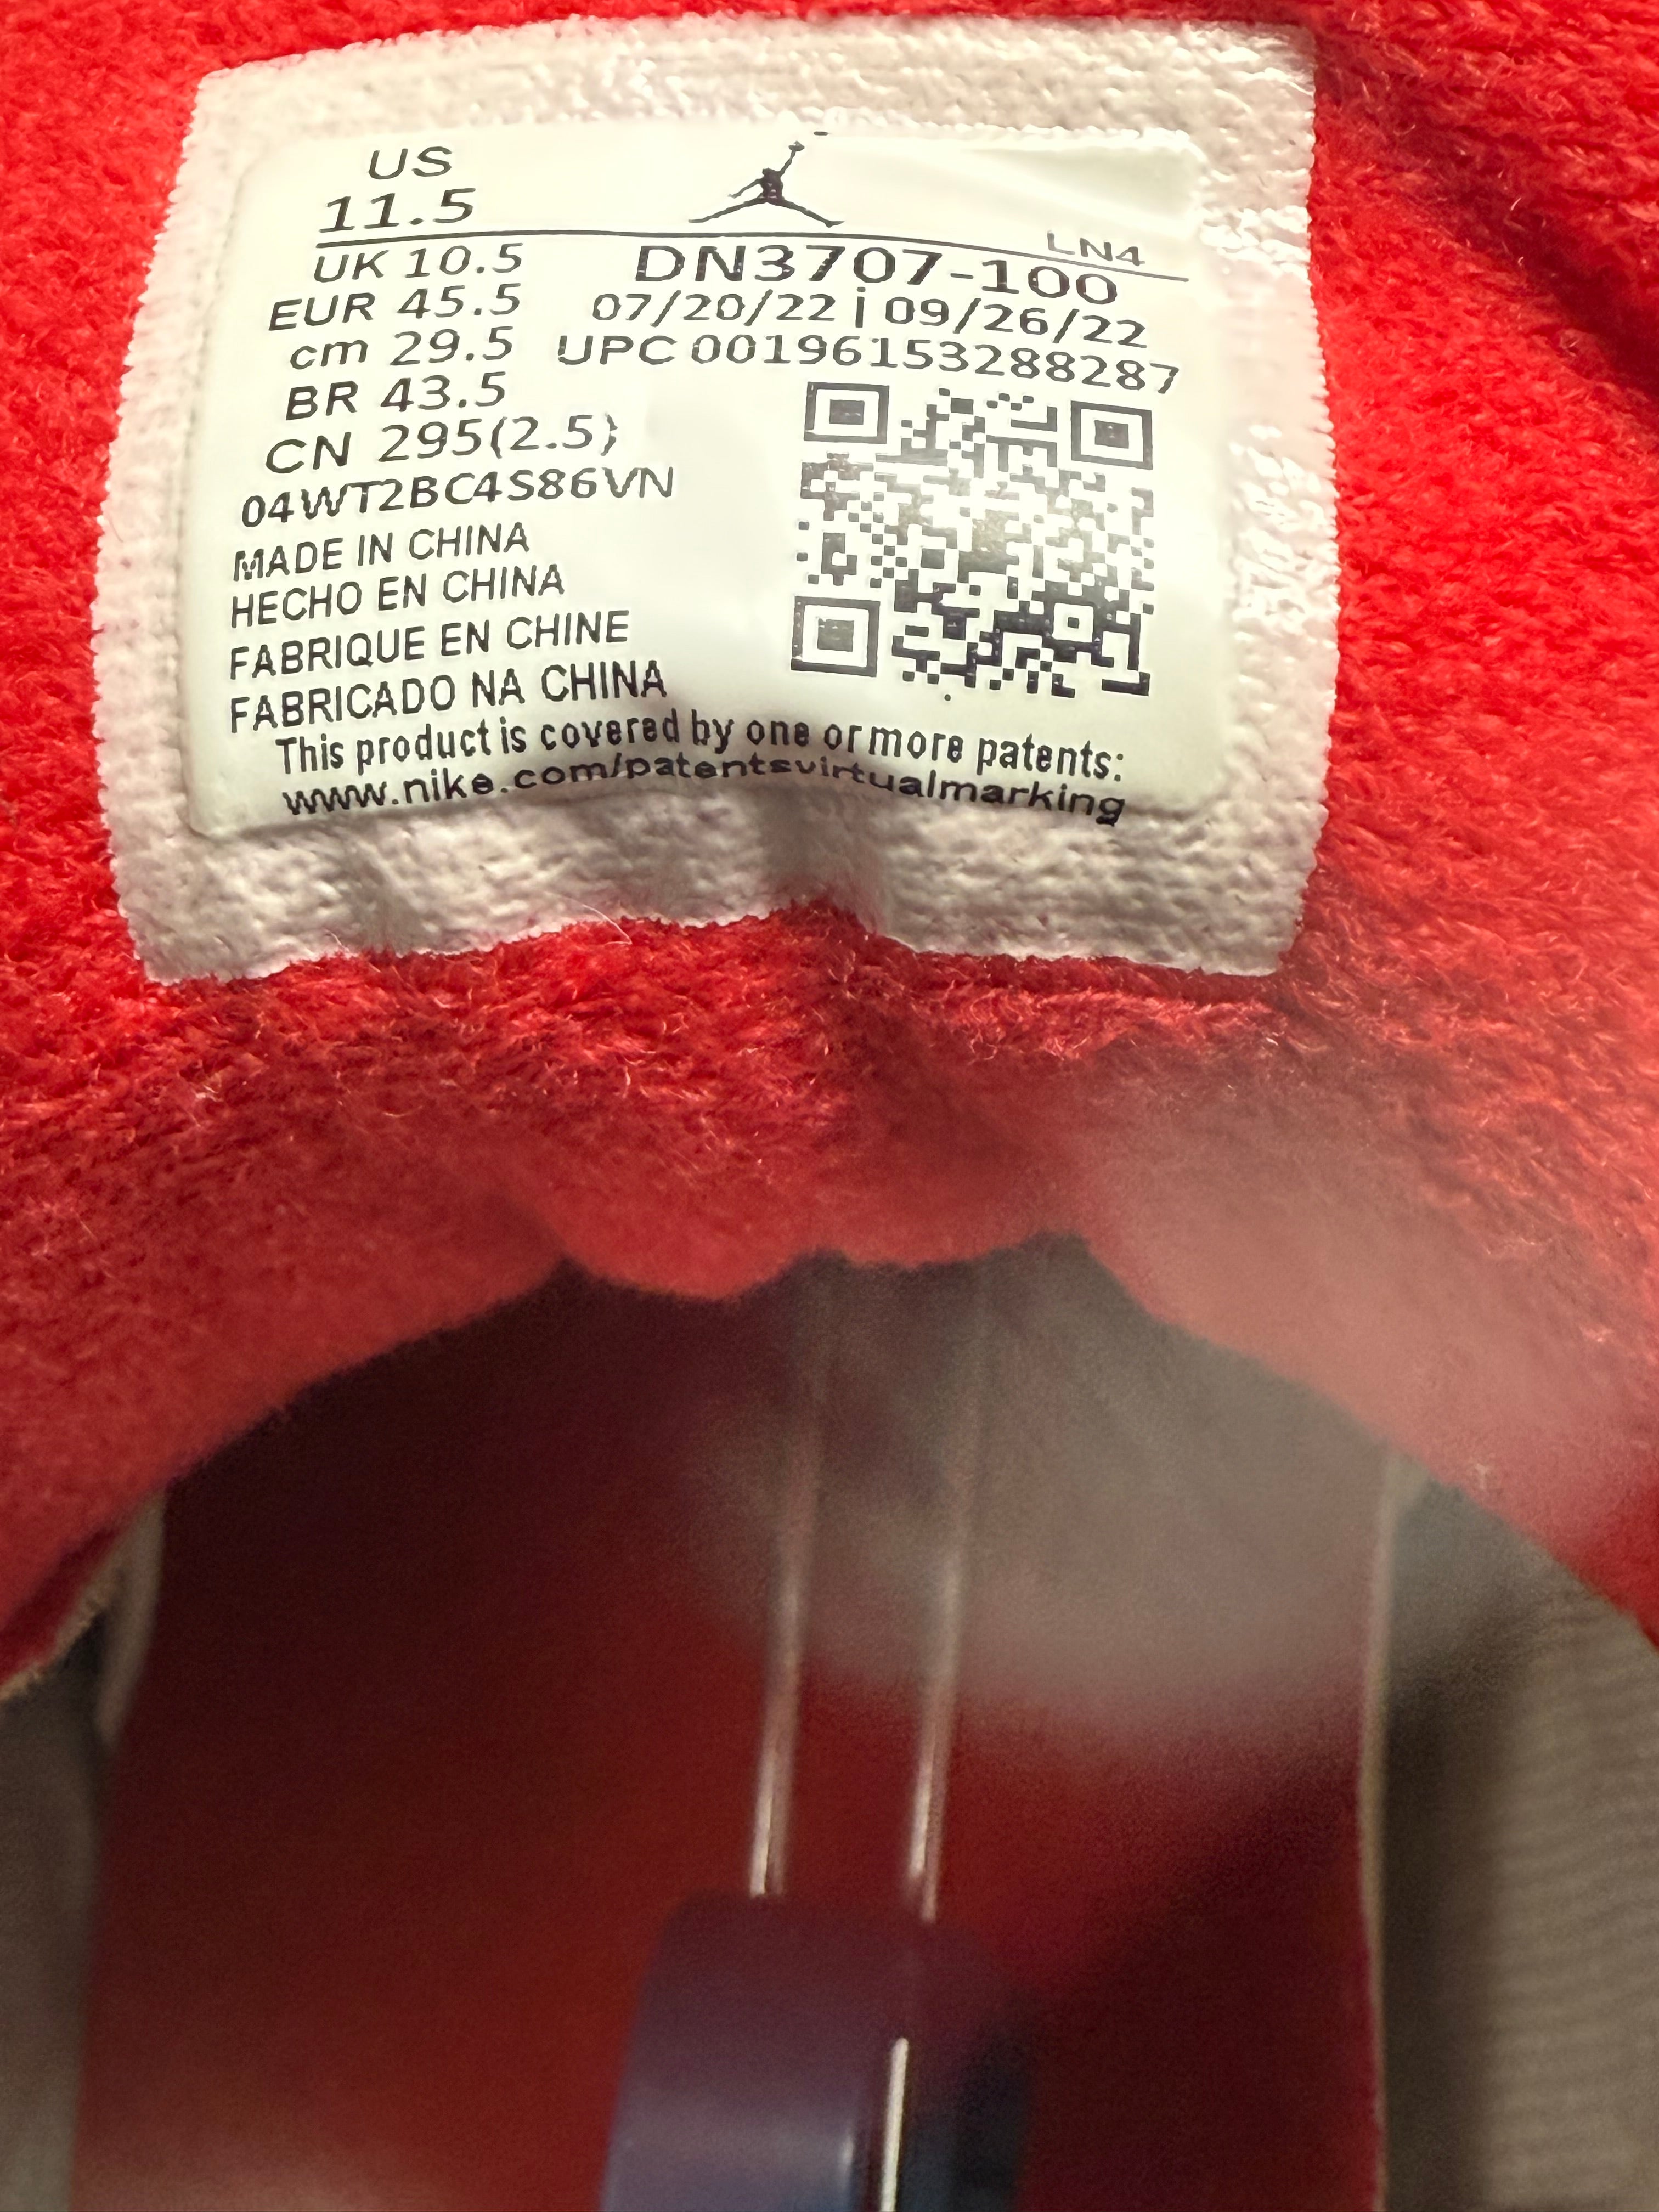 US
11.5
LN4
UK 10.5
DN3707-100
EUR 45.5
07/20/22 | 09/26/22
cm 29.5
UPC 00196153288287
BR 43.5
CN 295(2.5)
04WT2BC4S86VN
MADE IN CHINA
HECHO EN CHINA
FABRIQUE EN CHINE
FABRICADO NA CHINA
This product is covered by one or more patents:
www.nike.com/patentsvirtualmarking